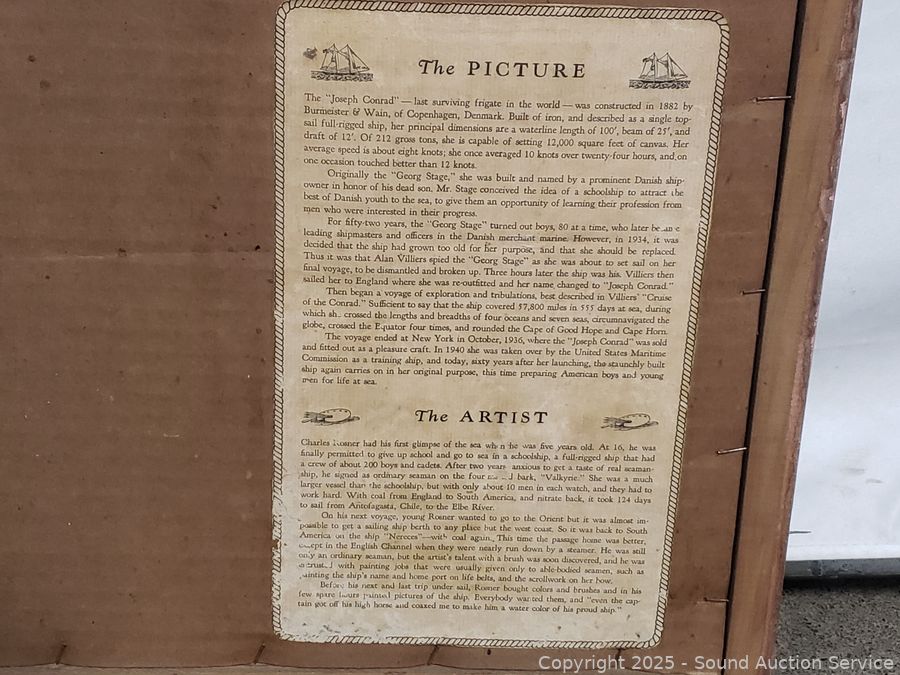 The PICTURE
The "Joseph Conrad" — last surviving frigate in the world — was constructed in 1882 by
Burmeister & Wain, of Copenhagen, Denmark. Built of iron, and described as a single top-
sail full-rigged ship, her principal dimensions are a waterline length of 100', beam of 25', and
draft of 12'. Of 212 gross tons, she is capable of setting 12,000 square feet of canvas. Her
average speed is about eight knots; she once averaged 10 knots over twenty-four hours, and on
one occasion touched better than 12 knots.
Originally the "Georg Stage," she was built and named by a prominent Danish ship-
owner in honor of his dead son. Mr. Stage conceived the idea of a schoolship to attract the
best of Danish youth to the sea, to give them an opportunity of learning their profession from
men who were interested in their progress.
For fifty-two years, the "Georg Stage" turned out boys, 80 at a time, who later became
leading shipmasters and officers in the Danish merchant marine. However, in 1934, it was
decided that the ship had grown too old for her purpose, and that she should be replaced.
Thus it was that Alan Villiers spied the "Georg Stage" as she was about to set sail on her
final voyage, to be dismantled and broken up. Three hours later the ship was his. Villiers then
sailed her to England where she was re-outfitted and her name changed to "Joseph Conrad."
Then began a voyage of exploration and tribulations, best described in Villiers' "Cruise
of the Conrad." Sufficient to say that the ship covered 57,800 miles in 555 days at sea, during
which she crossed the lengths and breadths of four oceans and seven seas, circumnavigated the
globe, crossed the Equator four times, and rounded the Cape of Good Hope and Cape Horn.
The voyage ended at New York in October, 1936, where the "Joseph Conrad" was sold
and fitted out as a pleasure craft. In 1940 she was taken over by the United States Maritime
Commission as a training ship, and today, sixty years after her launching, the staunchly built
ship again carries on in her original purpose, this time preparing American boys and young
men for life at sea.
The ARTIST
Charles Rosner had his first glimpse of the sea when he was five years old. At 16, he was
finally permitted to give up school and go to sea in a schoolship, a full-rigged ship that had
a crew of about 200 boys and cadets. After two years anxious to get a taste of real seaman-
ship, he signed as ordinary seaman on the four bark, "Valkyrie." She was a much
larger vessel than the schoolship, but with only about 10 men in each watch, and they had to
work hard. With coal from England to South America, and nitrate back, it took 124 days
to sail from Antofagasta, Chile, to the Elbe River.
On his next voyage, young Rosner wanted to go to the Orient but it was almost im-
possible to get a sailing ship berth to any place but the west coast. So it was back to South
America on the ship "Nereces"—with coal again. This time the passage home was better,
except in the English Channel when they were nearly run down by a steamer. He was still
only an ordinary seaman, but the artist's talent with a brush was soon discovered, and he was
with painting jobs that were usually given only to able-bodied seamen, such as
painting the ship's name and home port on life belts, and the scrollwork on her bow.
Before his next and last trip under sail, Rosner bought colors and brushes and in his
few spare hours painted pictures of the ship. Everybody wanted them, and "even the cap-
tain got off his high horse and coaxed me to make him a water color of his proud ship."
Copyright 2025 - Sound Auction Service